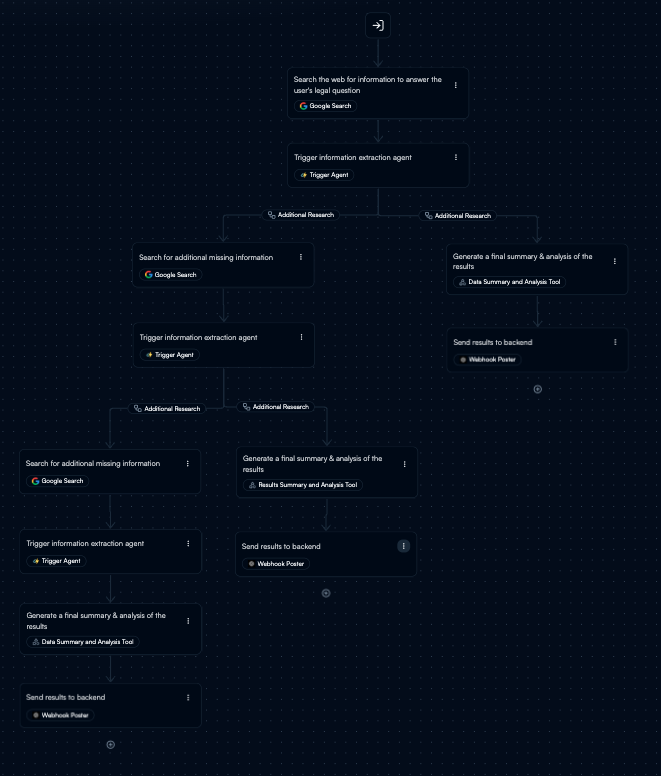 Search the web for information to answer the
user's legal question
Google Search
Trigger information extraction agent
Trigger Agent
Additional Research
Additional Research
Search for additional missing information
Google Search
Generate a final summary & analysis of the
results
Data Summary and Analysis Tool
Trigger information extraction agent
Trigger Agent
Send results to backend
Webhook Poster
Additional Research
Additional Research
Search for additional missing information
Google Search
Generate a final summary & analysis of the
results
Results Summary and Analysis Tool
Trigger information extraction agent
Trigger Agent
Send results to backend
Webhook Poster
Generate a final summary & analysis of the
results
Data Summary and Analysis Tool
Send results to backend
Webhook Poster